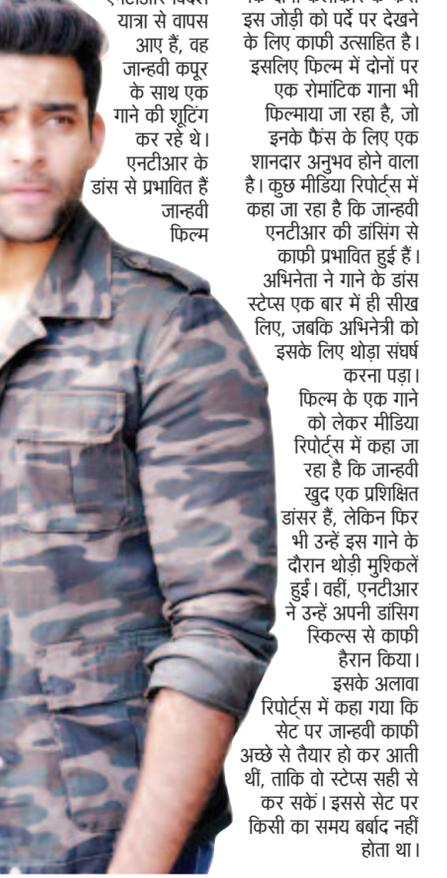 एनटीआर विदेश
यात्रा से वापस
आए हैं, वह
जान्हवी कपूर
के साथ एक
गाने की शूटिंग
कर रहे थे।
एनटीआर के
डांस से प्रभावित हैं
जान्हवी
फिल्म
इस जोड़ी को पर्दे पर देखने
के लिए काफी उत्साहित है।
इसलिए फिल्म में दोनों पर
एक रोमांटिक गाना भी
फिल्माया जा रहा है, जो
इनके फैंस के लिए एक
शानदार अनुभव होने वाला
है। कुछ मीडिया रिपोर्ट्स में
कहा जा रहा है कि जान्हवी
एनटीआर की डांसिंग से
काफी प्रभावित हुई हैं।
अभिनेता ने गाने के डांस
स्टेप्स एक बार में ही सीख
लिए, जबकि अभिनेत्री को
इसके लिए थोड़ा संघर्ष
करना पड़ा।
फिल्म के एक गाने
को लेकर मीडिया
रिपोर्ट्स में कहा जा
रहा है कि जान्हवी
खुद एक प्रशिक्षित
डांसर हैं, लेकिन फिर
भी उन्हें इस गाने के
दौरान थोड़ी मुश्किलें
हुईं। वहीं, एनटीआर
ने उन्हें अपनी डांसिग
स्किल्स से काफी
हैरान किया।
इसके अलावा
रिपोर्ट्स में कहा गया कि
सेट पर जान्हवी काफी
अच्छे से तैयार हो कर आती
थीं, ताकि वो स्टेप्स सही से
कर सकें। इससे सेट पर
किसी का समय बर्बाद नहीं
होता था।